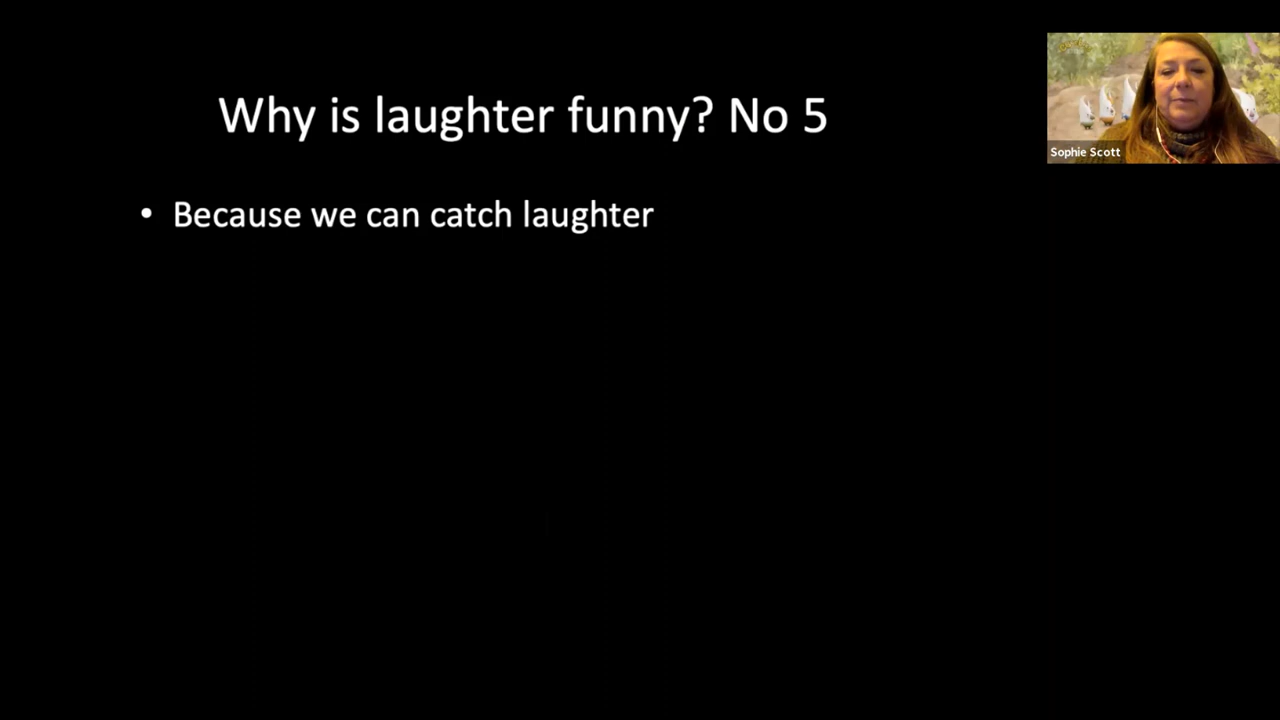 Why is laughter funny? No 5
• Because we can catch laughter
Sophie Scott